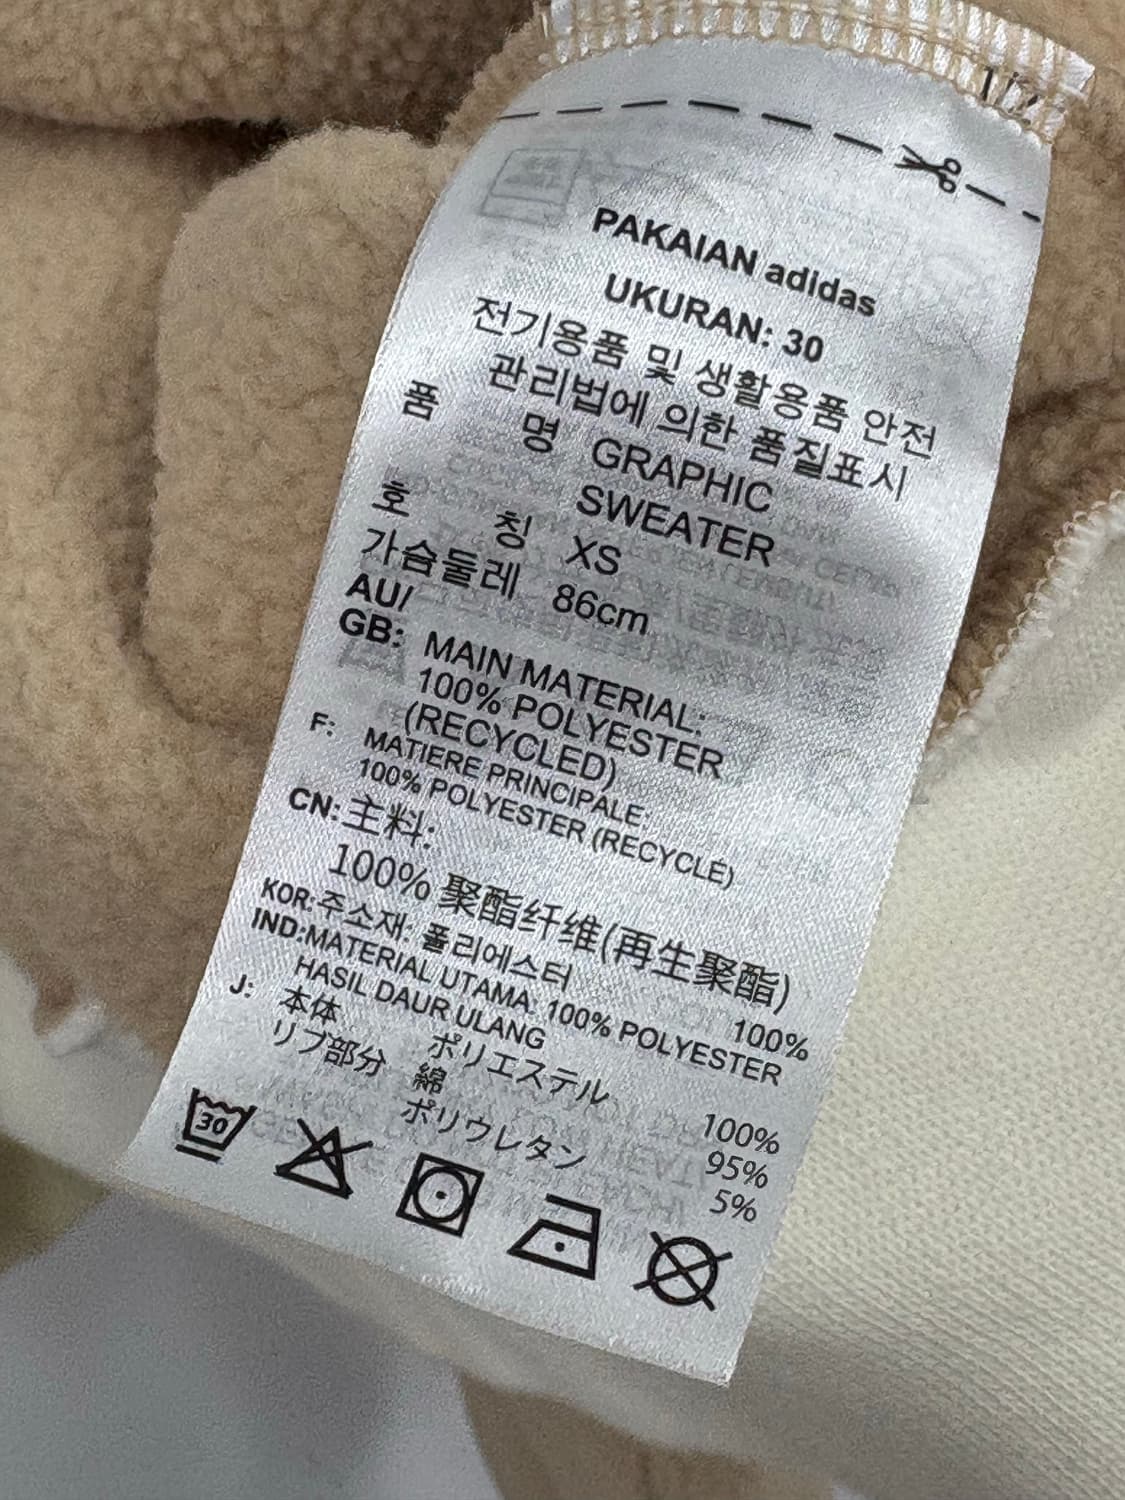 PAKAIAN adidas
UKURAN: 30
전기용품 및 생활용품 안전
관리법에 의한 품질표시
품 명 GRAPHIC
SWEATER
호 칭 XS
가슴둘레 86cm
AU/
GB: MAIN MATERIAL:
100% POLYESTER
(RECYCLED)
F: MATIERE PRINCIPALE:
100% POLYESTER (RECYCLÉ)
CN: 主料:
100% 聚酯纤维(再生聚酯)
KOR: 주소재: 폴리에스터 100%
IND: MATERIAL UTAMA: 100% POLYESTER
HASIL DAUR ULANG
J: 本体 ポリエステル 100%
リブ部分 綿 95%
ポリウレタン 5%
30